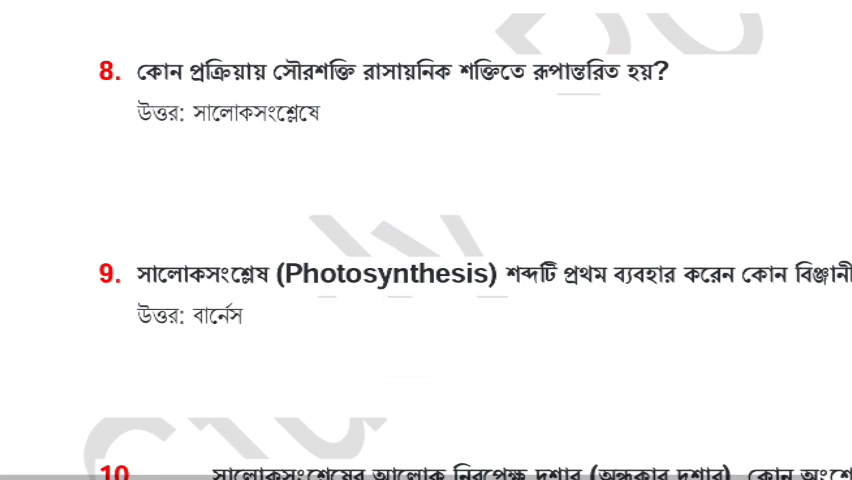 8. কোন প্রক্রিয়ায় সৌরশক্তি রাসায়নিক শক্তিতে রূপান্তরিত হয়?
উত্তর: সালোকসংশ্লেষে
9. সালোকসংশ্লেষ (Photosynthesis) শব্দটি প্রথম ব্যবহার করেন কোন বিজ্ঞানী
উত্তর: বার্নেস
10 সালোকসংশ্লেষের আলোক নিরপেক্ষ দশার (অন্ধকার দশার) কোন অংশে